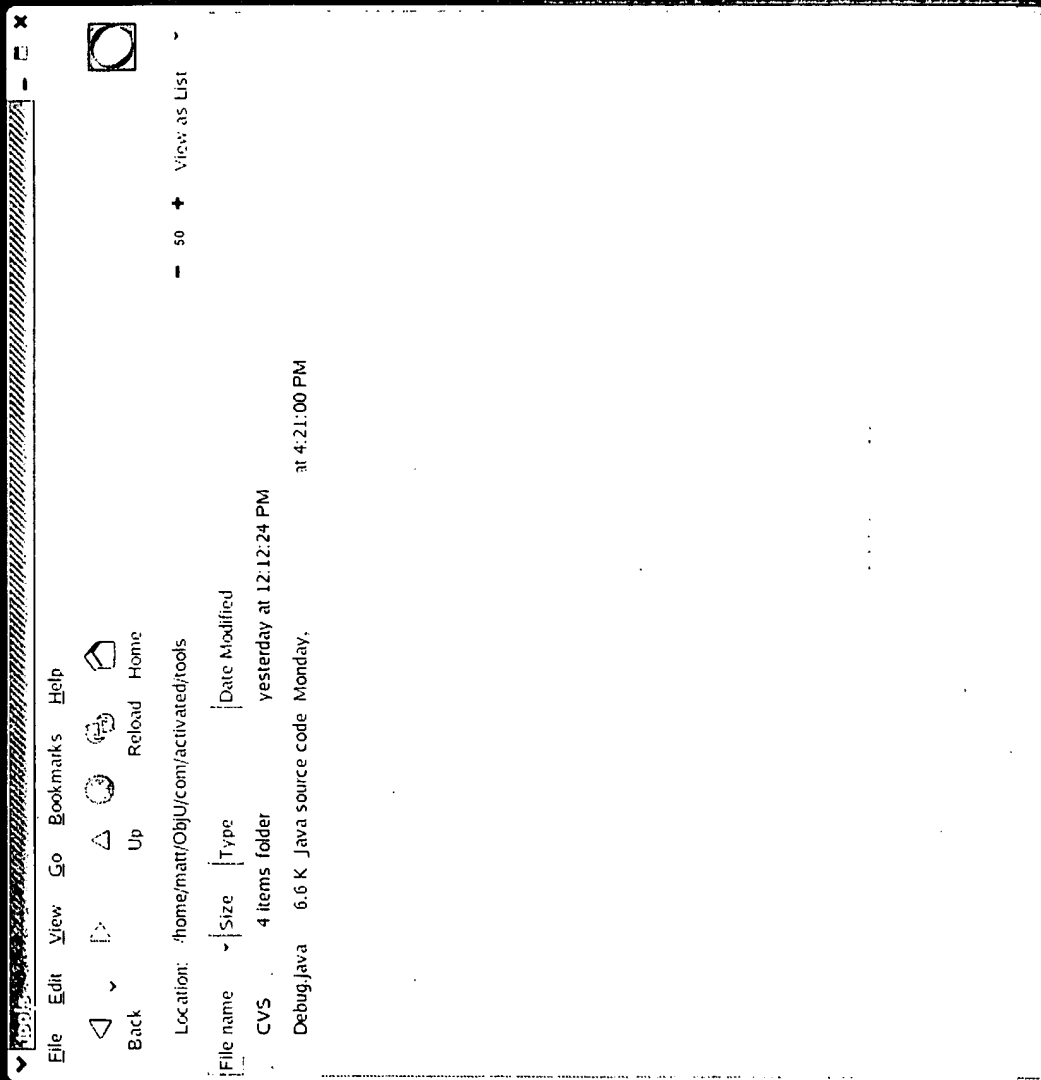 tools
File Edit View Go Bookmarks Help
Back Up Reload Home
Location: /home/matt/ObjU/com/activated/tools - 50 + View as List
File name Size Type Date Modified
CVS 4 items folder yesterday at 12:12:24 PM
Debug.java 6.6 K Java source code Monday, at 4:21:00 PM